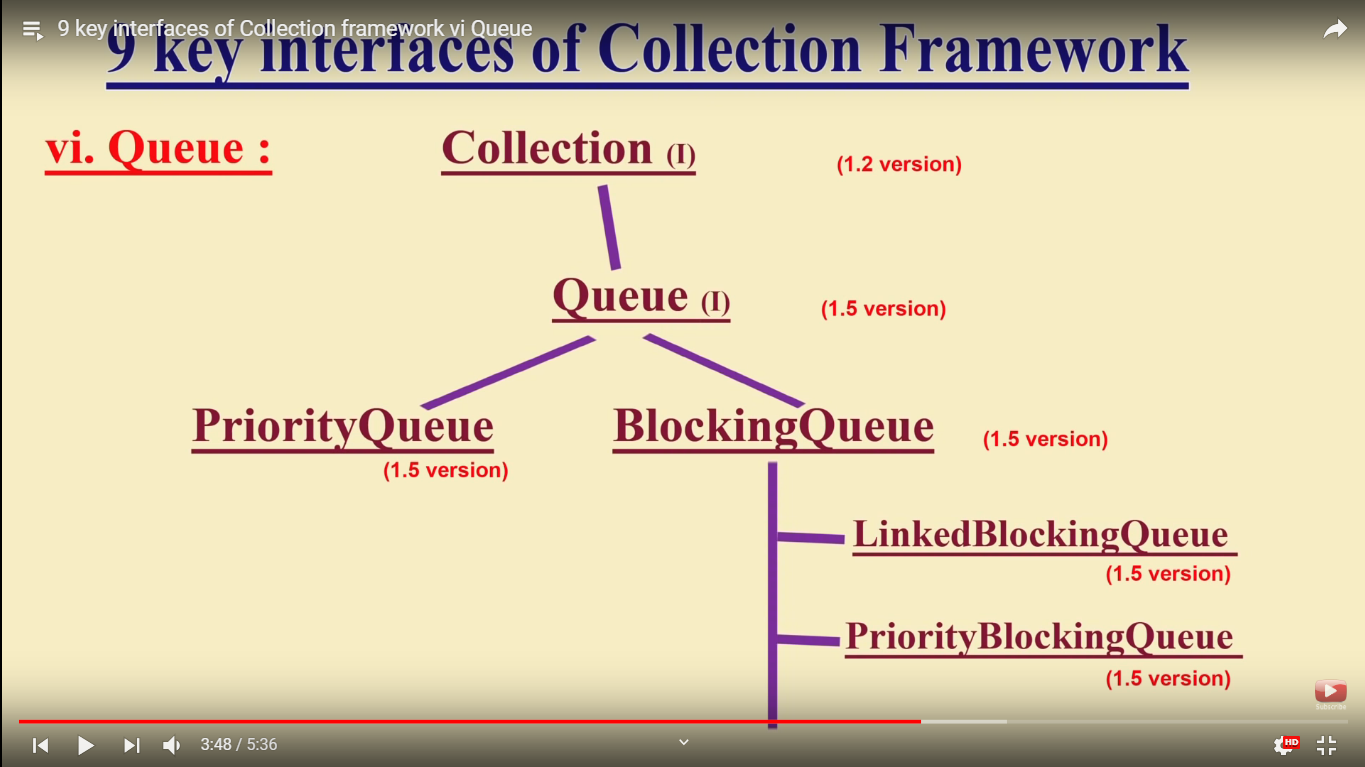 9 key interfaces of Collection framework vi Queue
9 key interfaces of Collection Framework
vi. Queue :
Collection (I)
(1.2 version)
Queue (I)
(1.5 version)
PriorityQueue
(1.5 version)
BlockingQueue
(1.5 version)
LinkedBlockingQueue
(1.5 version)
PriorityBlockingQueue
(1.5 version)
Subscribe
3:48 / 5:36
HD